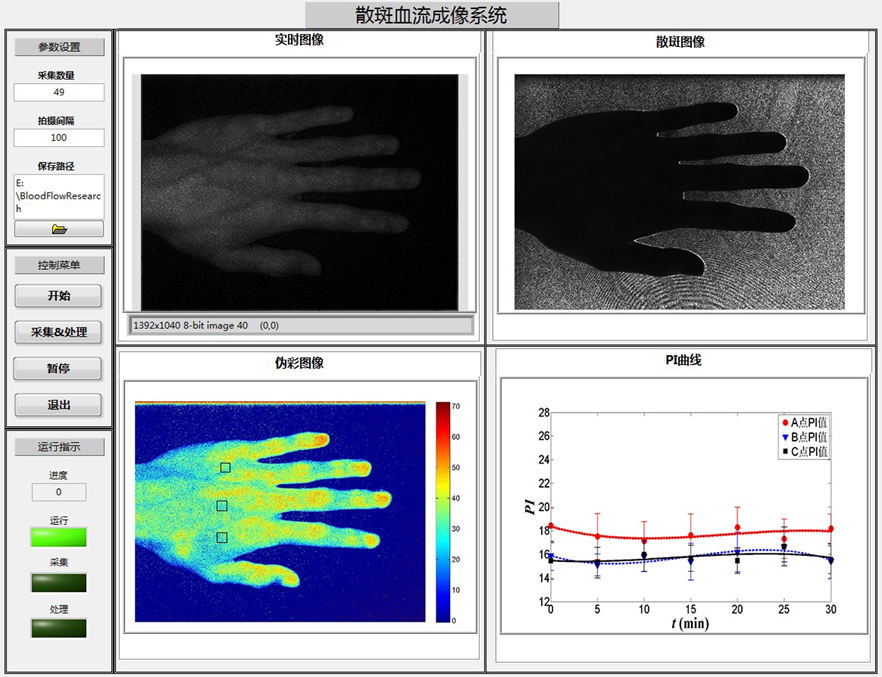 散斑血流成像系统
参数设置
采集数量
49
拍摄间隔
100
保存路径
E:
\BloodFlowResearc
h
控制菜单
开始
采集&处理
暂停
退出
运行指示
进度
0
运行
采集
处理
实时图像
1392x1040 8-bit image 40 (0,0)
散斑图像
伪彩图像
70
60
50
40
30
20
10
0
PI曲线
28
26
24
22
20
18
16
14
12
PI
A点PI值
B点PI值
C点PI值
0 5 10 15 20 25 30
t (min)